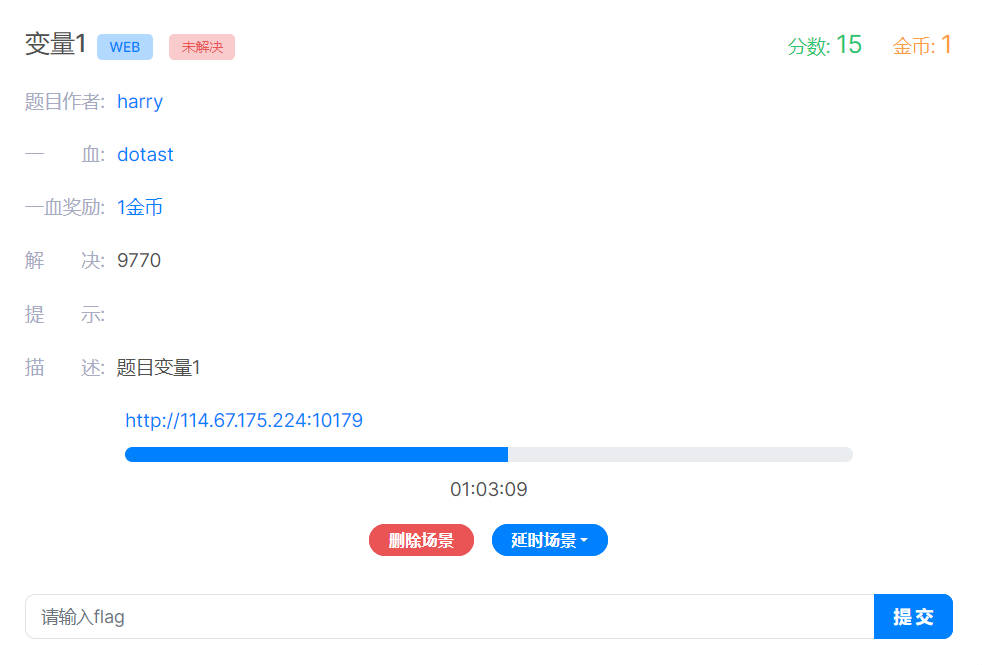 变量1 WEB 未解决 分数: 15 金币: 1
题目作者: harry
一 血: dotast
一血奖励: 1金币
解 决: 9770
提 示:
描 述: 题目变量1
http://114.67.175.224:10179
01:03:09
删除场景 延时场景
请输入flag 提交